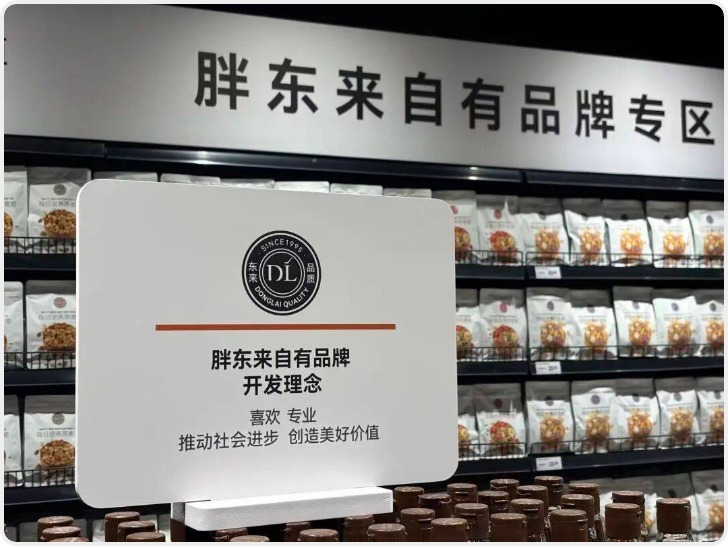 胖东来自有品牌专区
SINCE 1995
东来 DL 品质
DONGLAI QUALITY
胖东来自有品牌
开发理念
喜欢 专业
推动社会进步 创造美好价值